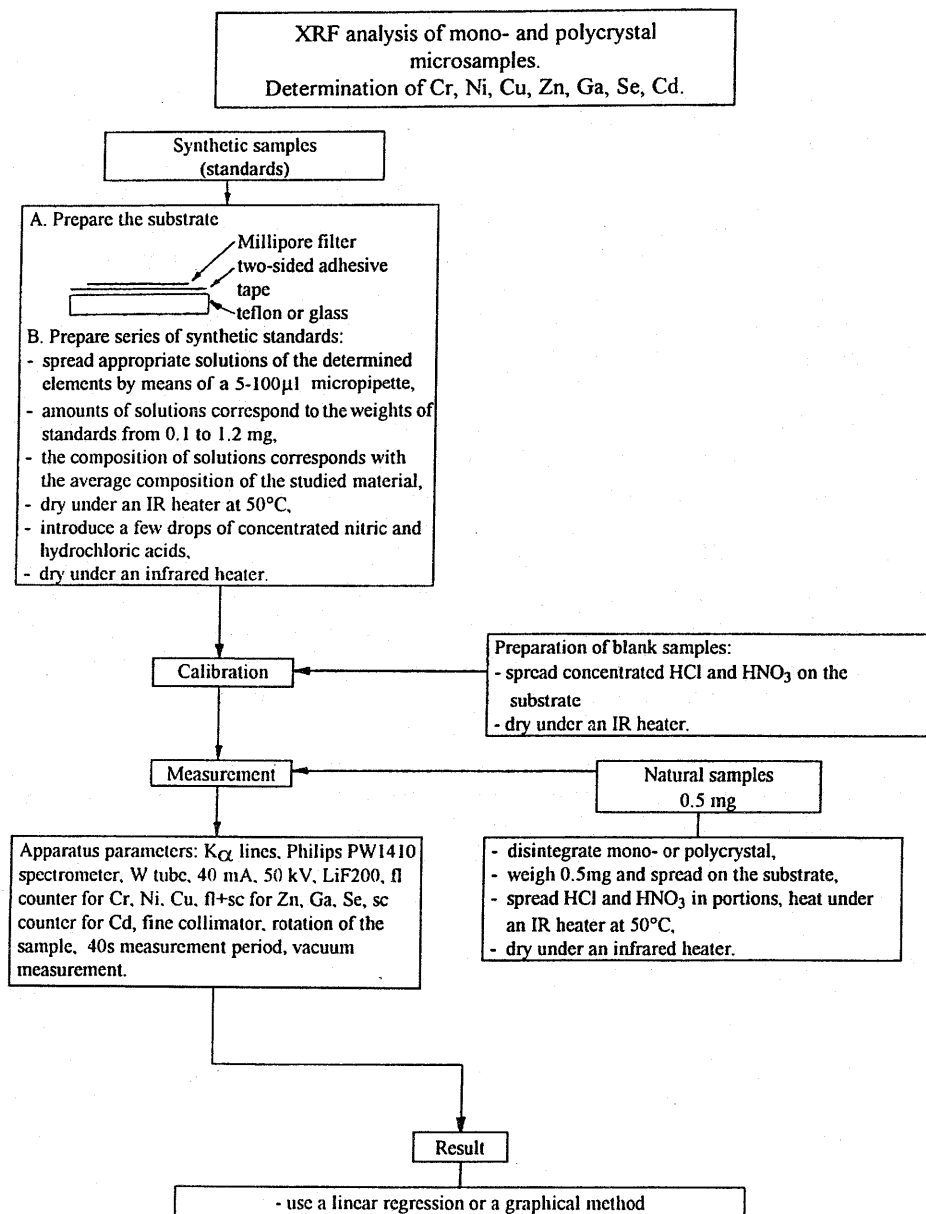 XRF analysis of mono- and polycrystal
microsamples.
Determination of Cr, Ni, Cu, Zn, Ga, Se, Cd.
Synthetic samples
(standards)
A. Prepare the substrate
Millipore filter
two-sided adhesive
tape
teflon or glass
B. Prepare series of synthetic standards:
- spread appropriate solutions of the determined
elements by means of a 5-100µl micropipette,
- amounts of solutions correspond to the weights of
standards from 0.1 to 1.2 mg,
- the composition of solutions corresponds with
the average composition of the studied material,
- dry under an IR heater at 50°C,
- introduce a few drops of concentrated nitric and
hydrochloric acids,
- dry under an infrared heater.
Calibration
Preparation of blank samples:
- spread concentrated HCl and HNO₃ on the
substrate
- dry under an IR heater.
Measurement
Natural samples
0.5 mg
Apparatus parameters: Kα lines, Philips PW1410
spectrometer, W tube, 40 mA, 50 kV, LiF200, fl
counter for Cr, Ni, Cu, fl+sc for Zn, Ga, Se, sc
counter for Cd, fine collimator, rotation of
the sample, 40s measurement period, vacuum
measurement.
- disintegrate mono- or polycrystal,
- weigh 0.5mg and spread on the substrate,
- spread HCl and HNO₃ in portions, heat under
an IR heater at 50°C,
- dry under an infrared heater.
Result
- use a linear regression or a graphical method